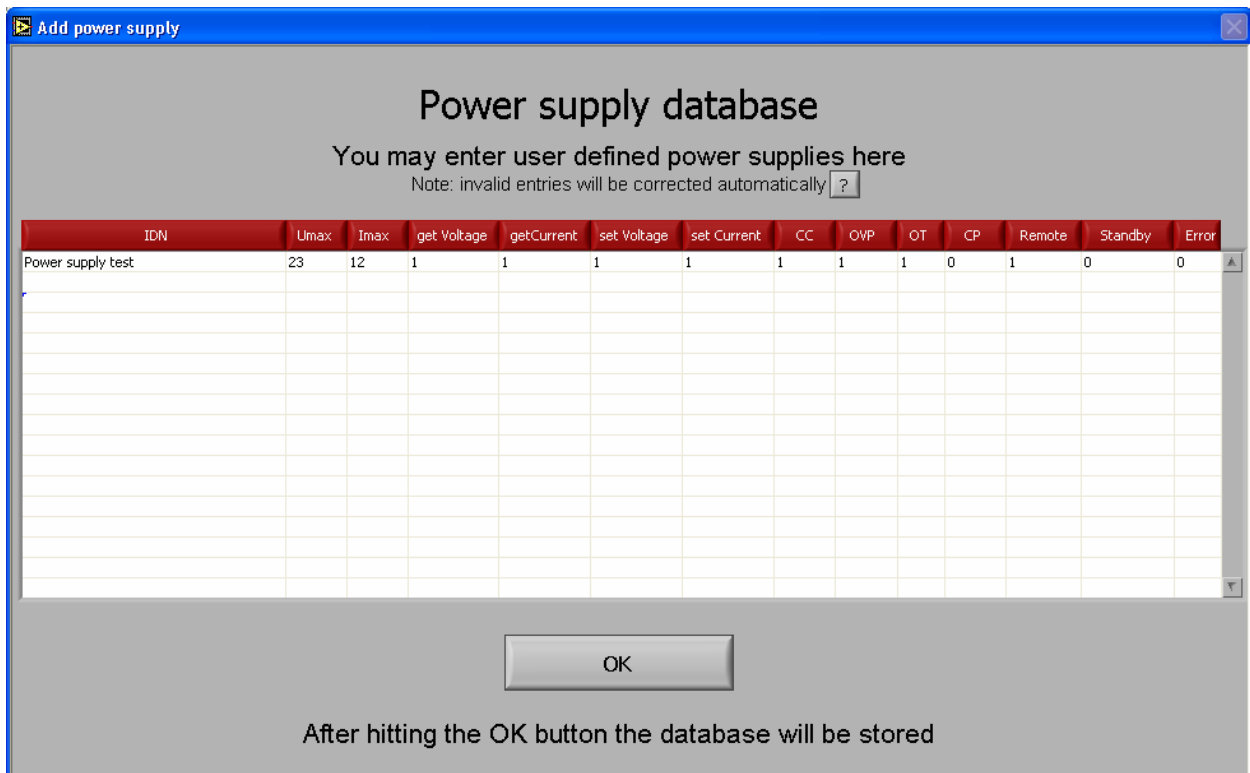 Add power supply
Power supply database
You may enter user defined power supplies here
Note: invalid entries will be corrected automatically ?
IDN Umax Imax get Voltage getCurrent set Voltage set Current CC OVP OT CP Remote Standby Error
Power supply test 23 12 1 1 1 1 1 1 1 0 1 0 0
OK
After hitting the OK button the database will be stored